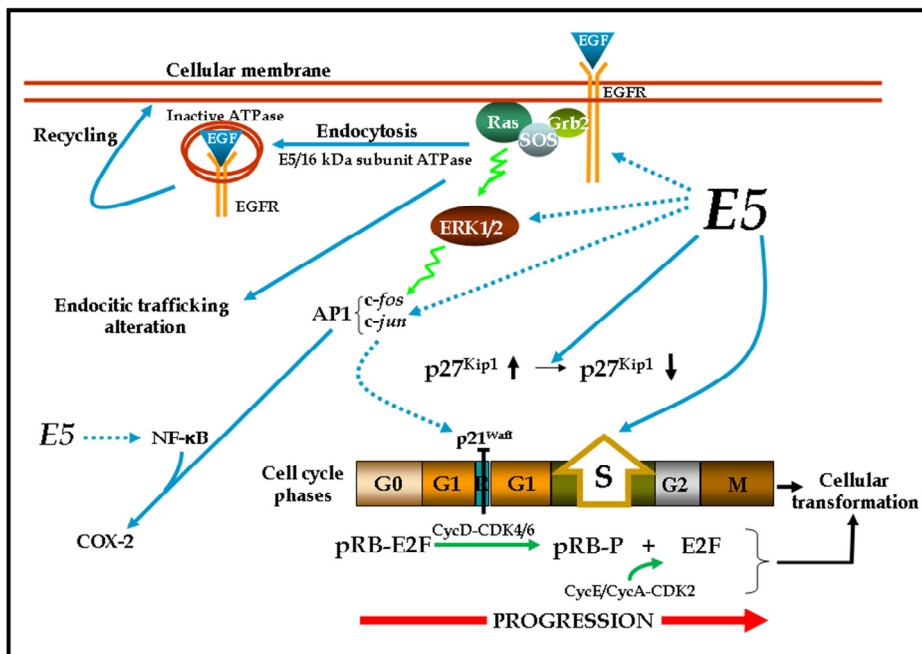 EGF
Cellular membrane
EGFR
Inactive ATPase
Ras
Grb2
SOS
Recycling
EGF
Endocytosis
E5/16 kDa subunit ATPase
EGFR
E5
ERK1/2
Endocitic trafficking
alteration
AP1 { c-fos
c-jun
p27Kip1 p27Kip1
E5
NF-κB
p21Waf1
Cell cycle
phases
G0 G1 R G1 S G2 M
Cellular
transformation
COX-2
CycD-CDK4/6
pRB-E2F pRB-P + E2F
CycE/CycA-CDK2
PROGRESSION